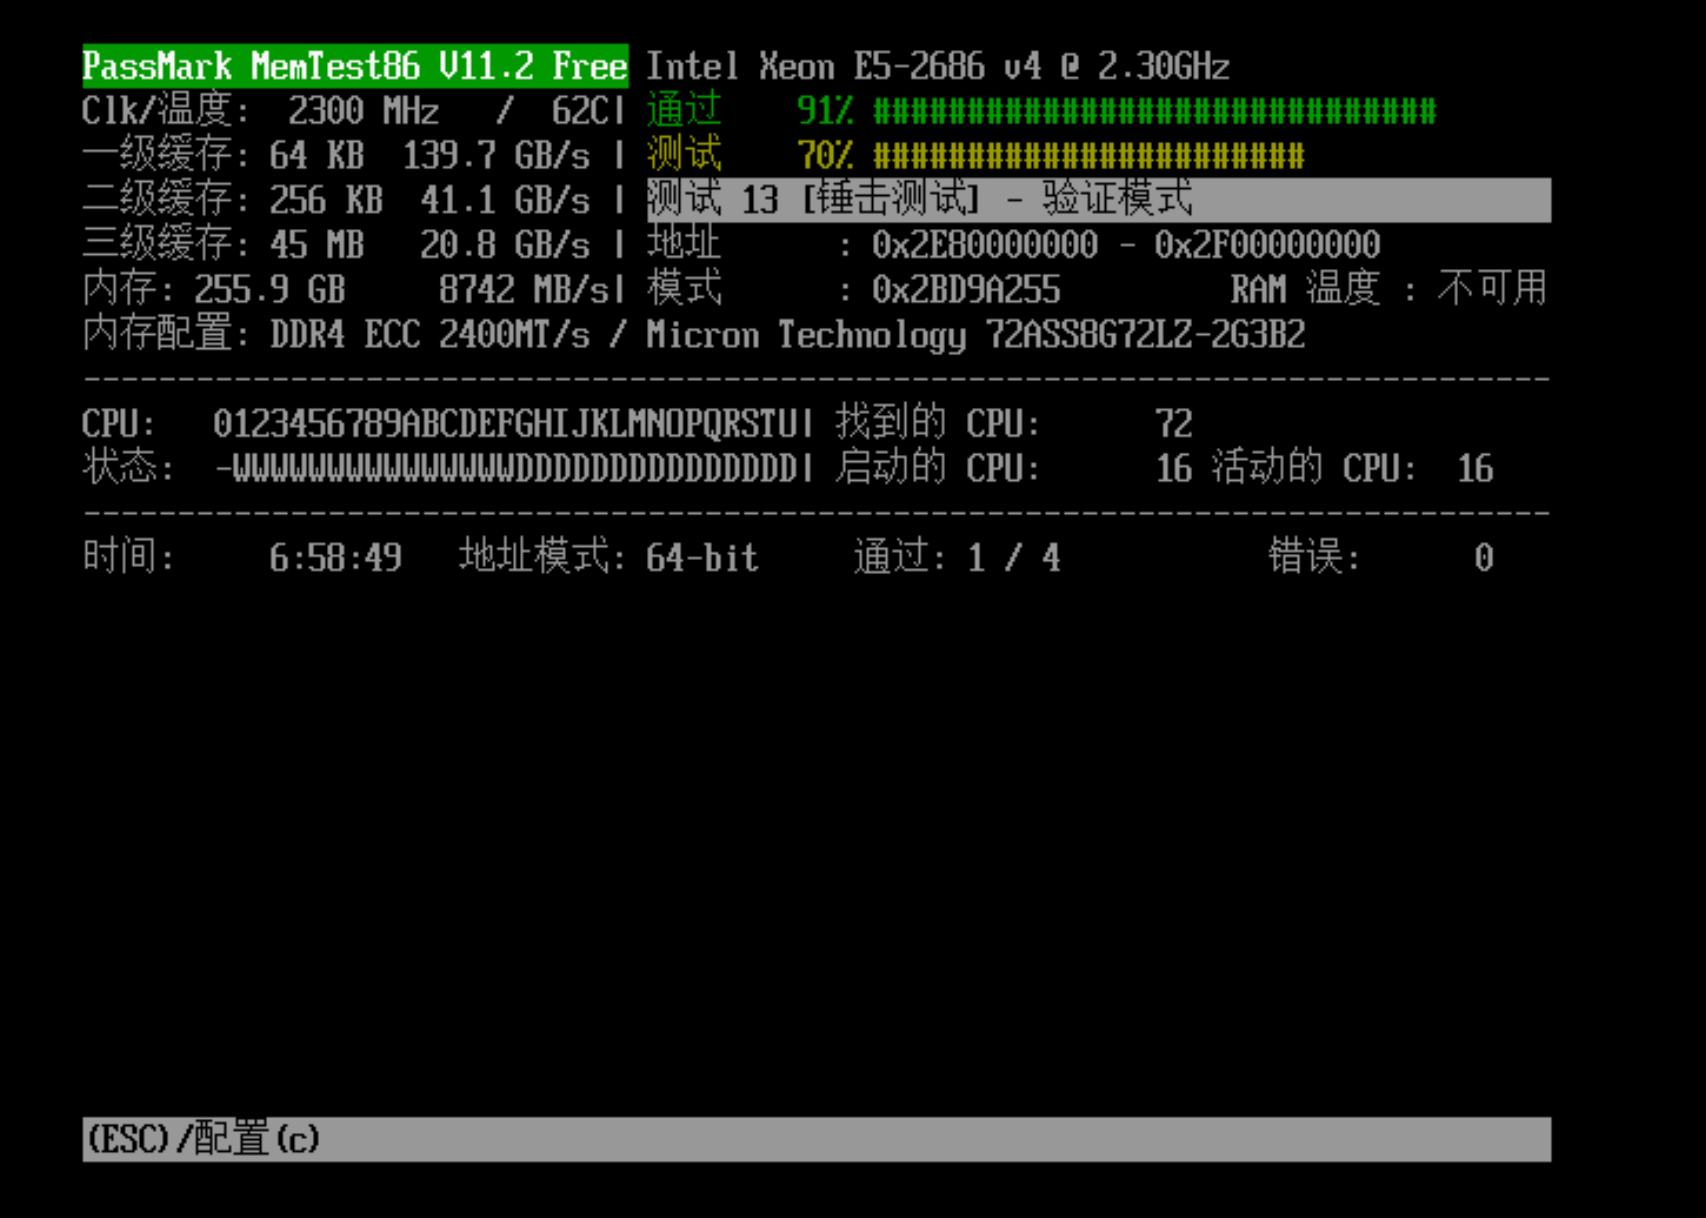 PassMark MemTest86 V11.2 Free Intel Xeon E5-2686 v4 @ 2.30GHz
Clk/温度: 2300 MHz / 62C| 通过 91% ##############################
一级缓存: 64 KB 139.7 GB/s | 测试 70% #######################
二级缓存: 256 KB 41.1 GB/s | 测试 13 [锤击测试] - 验证模式
三级缓存: 45 MB 20.8 GB/s | 地址 : 0x2E80000000 - 0x2F00000000
内存: 255.9 GB 8742 MB/s| 模式 : 0x2BD9A255 RAM 温度 : 不可用
内存配置: DDR4 ECC 2400MT/s / Micron Technology 72ASS8G72LZ-2G3B2
------------------------------------------------------------------------------
CPU: 0123456789ABCDEFGHIJKLMNOPQRSTU| 找到的 CPU: 72
状态: -WWWWWWWWWWWWWWWDDDDDDDDDDDDDDD| 启动的 CPU: 16 活动的 CPU: 16
------------------------------------------------------------------------------
时间: 6:58:49 地址模式: 64-bit 通过: 1 / 4 错误: 0
(ESC)/配置(c)